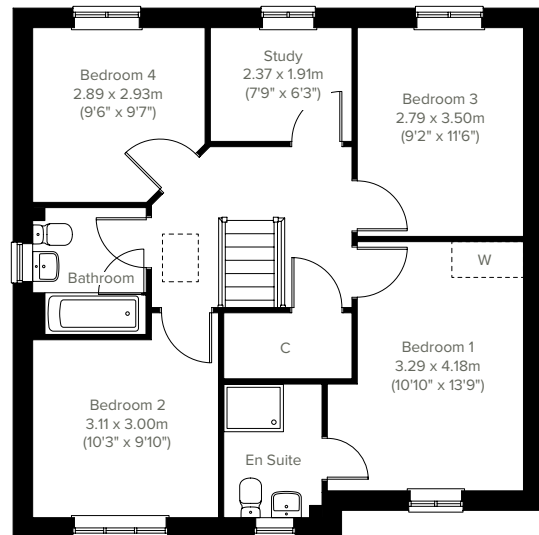 Bedroom 4
2.89 x 2.93m
(9'6" x 9'7")
Study
2.37 x 1.91m
(7'9" x 6'3")
Bedroom 3
2.79 x 3.50m
(9'2" x 11'6")
Bathroom
W
C
Bedroom 1
3.29 x 4.18m
(10'10" x 13'9")
Bedroom 2
3.11 x 3.00m
(10'3" x 9'10")
En Suite